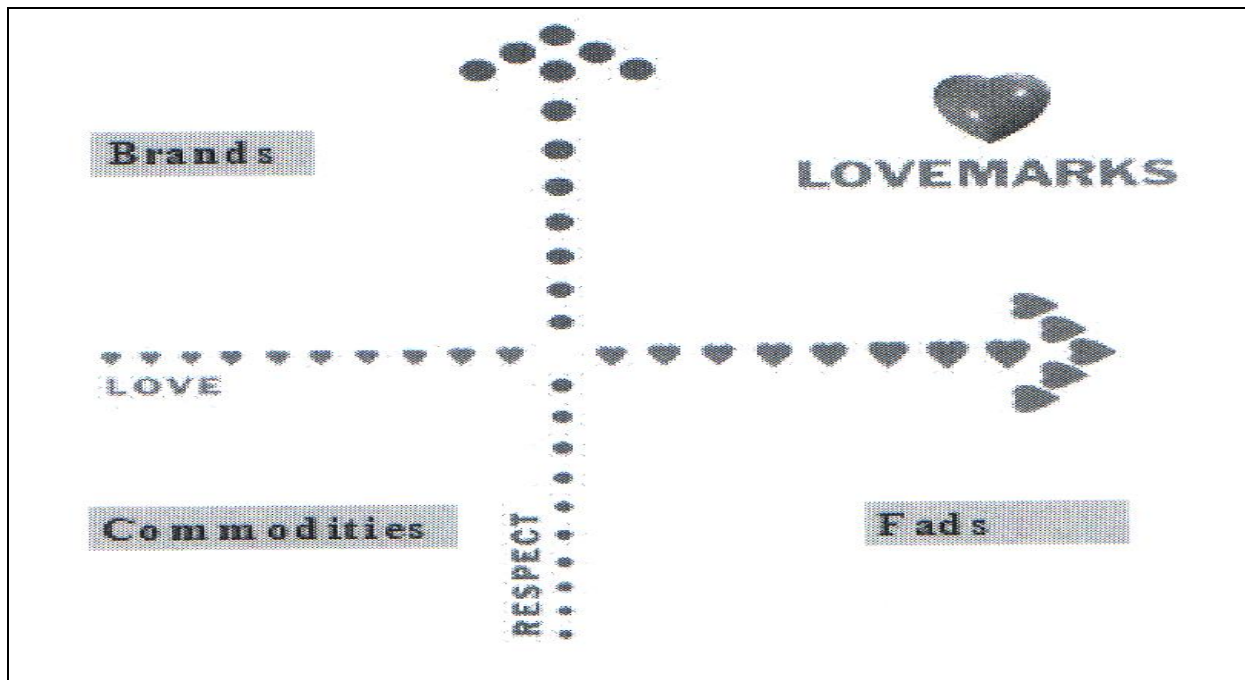 Brands
LOVEMARKS
LOVE
Commodities
RESPECT
Fads